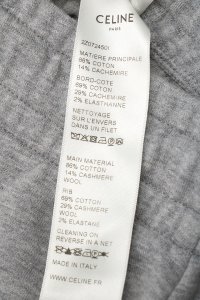 CELINE
PARIS
2Z0724501
MATIERE PRINCIPALE
86% COTON
14% CACHEMIRE
BORD-COTE
69% COTON
29% CACHEMIRE
2% ELASTHANNE
NETTOYAGE
SUR L'ENVERS
DANS UN FILET
MAIN MATERIAL
86% COTTON
14% CASHMERE
WOOL
RIB
69% COTTON
29% CASHMERE
WOOL
2% ELASTANE
CLEANING ON
REVERSE IN A NET
MADE IN ITALY
WWW.CELINE.COM